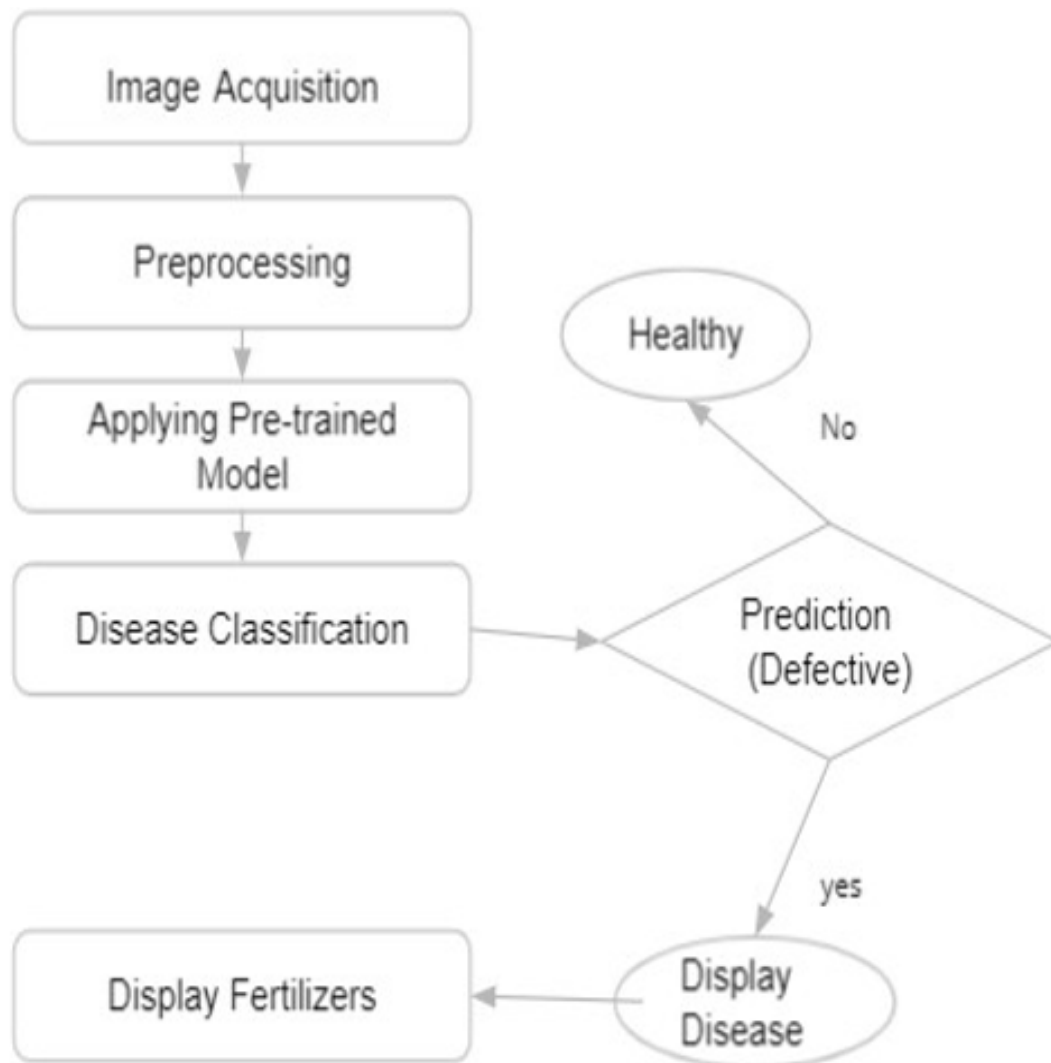 Image Acquisition
Preprocessing
Applying Pre-trained
Model
Disease Classification
Healthy
No
Prediction
(Defective)
yes
Display
Disease
Display Fertilizers